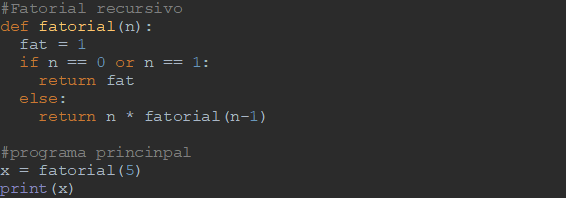 #Fatorial recursivo
def fatorial(n):
  fat = 1
  if n == 0 or n == 1:
    return fat
  else:
    return n * fatorial(n-1)

#programa princinpal
x = fatorial(5)
print(x)